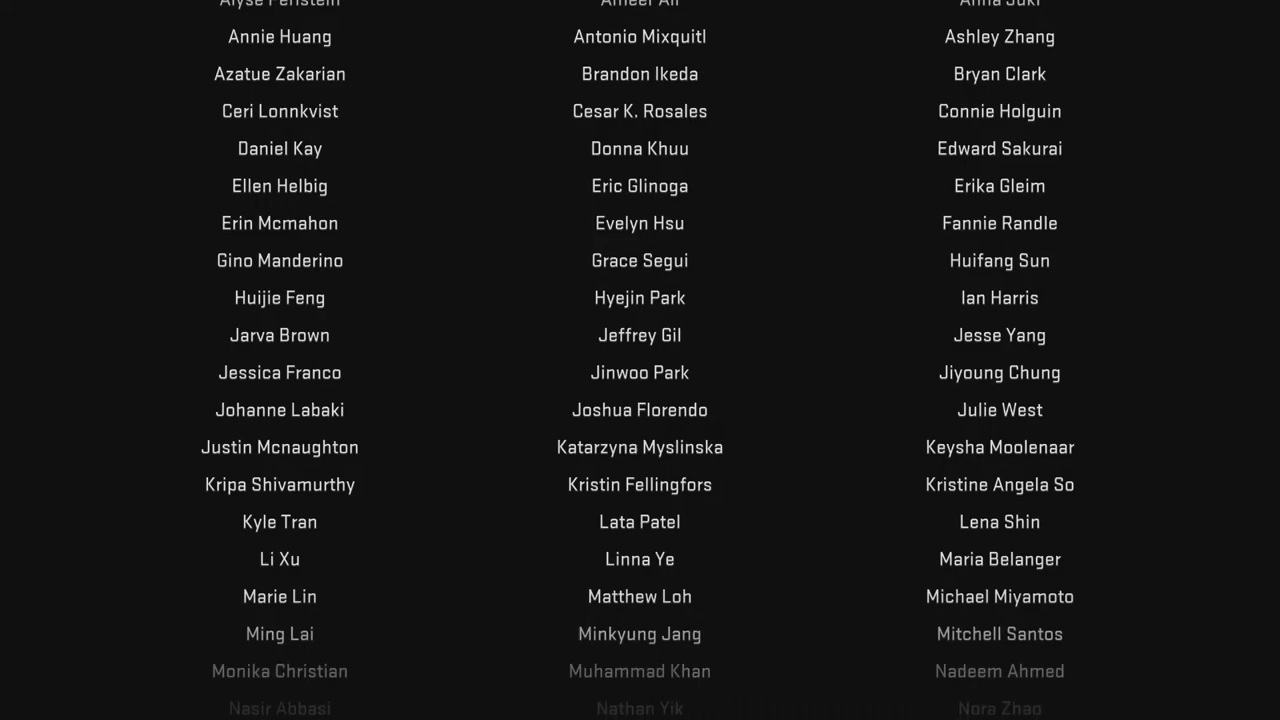 Alyse Perlstein Ameer Ali Anna Juki
Annie Huang Antonio Mixquitl Ashley Zhang
Azatue Zakarian Brandon Ikeda Bryan Clark
Ceri Lonnkvist Cesar K. Rosales Connie Holguin
Daniel Kay Donna Khuu Edward Sakurai
Ellen Helbig Eric Glinoga Erika Gleim
Erin Mcmahon Evelyn Hsu Fannie Randle
Gino Manderino Grace Segui Huifang Sun
Huijie Feng Hyejin Park Ian Harris
Jarva Brown Jeffrey Gil Jesse Yang
Jessica Franco Jinwoo Park Jiyoung Chung
Johanne Labaki Joshua Florendo Julie West
Justin Mcnaughton Katarzyna Myslinska Keysha Moolenaar
Kripa Shivamurthy Kristin Fellingfors Kristine Angela So
Kyle Tran Lata Patel Lena Shin
Li Xu Linna Ye Maria Belanger
Marie Lin Matthew Loh Michael Miyamoto
Ming Lai Minkyung Jang Mitchell Santos
Monika Christian Muhammad Khan Nadeem Ahmed
Nasir Abbasi Nathan Yik Nora Zhao